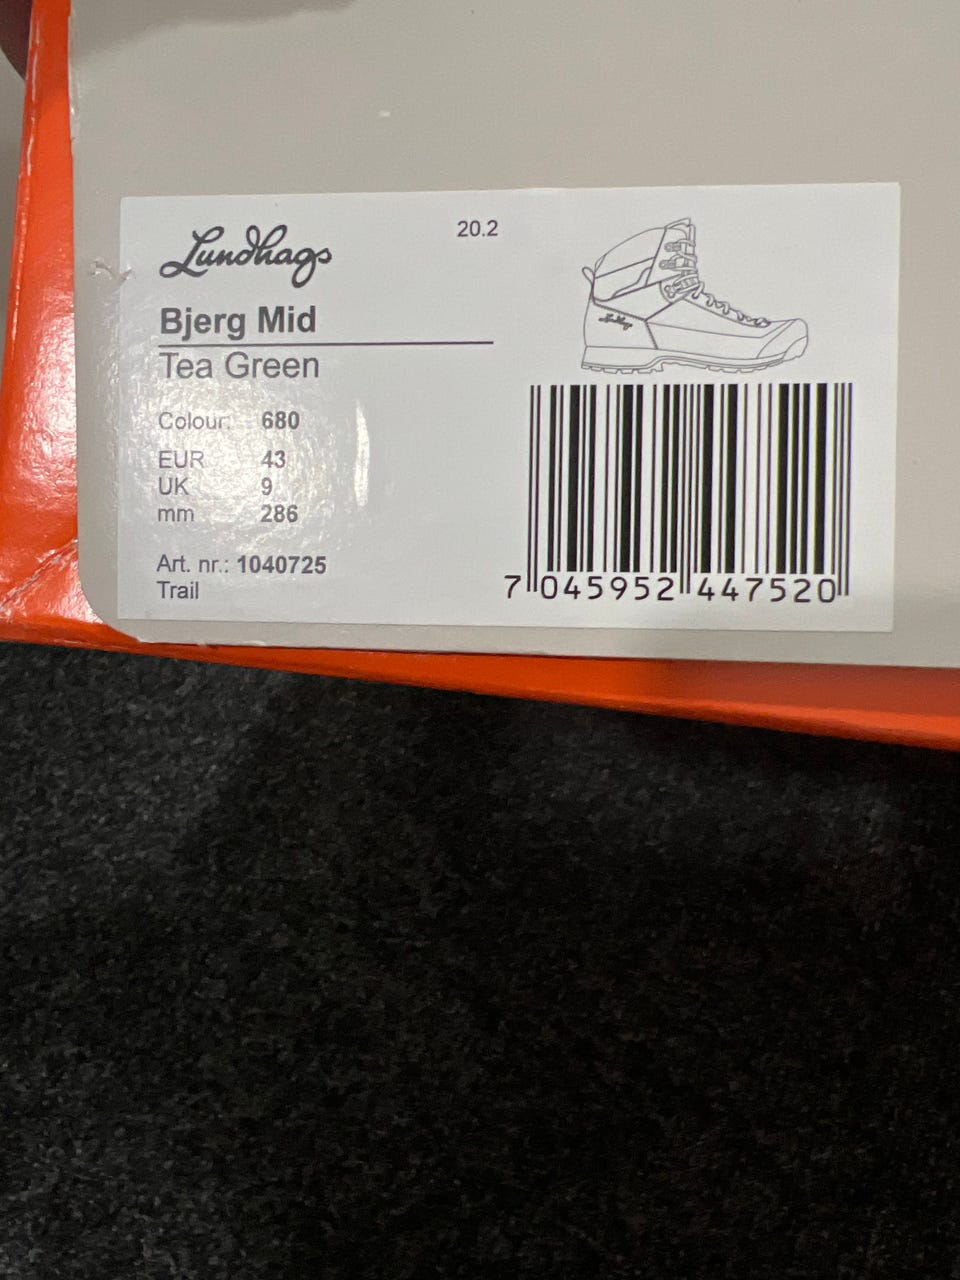 Lundhags
20.2
Bjerg Mid
Tea Green
Colour: 680
EUR 43
UK 9
mm 286
Art. nr.: 1040725
Trail
Lundhags
7 045952 447520